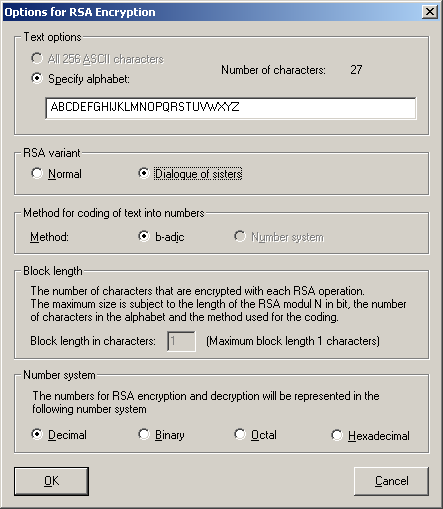 Options for RSA Encryption
Text options
All 256 ASCII characters
Number of characters: 27
Specify alphabet:
ABCDEFGHIJKLMNOPQRSTUVWXYZ
RSA variant
Normal Dialogue of sisters
Method for coding of text into numbers
Method: b-adic Number system
Block length
The number of characters that are encrypted with each RSA operation.
The maximum size is subject to the length of the RSA modul N in bit, the number
of characters in the alphabet and the method used for the coding.
Block length in characters: 1 (Maximum block length 1 characters)
Number system
The numbers for RSA encryption and decryption will be represented in the
following number system
Decimal Binary Octal Hexadecimal
OK Cancel